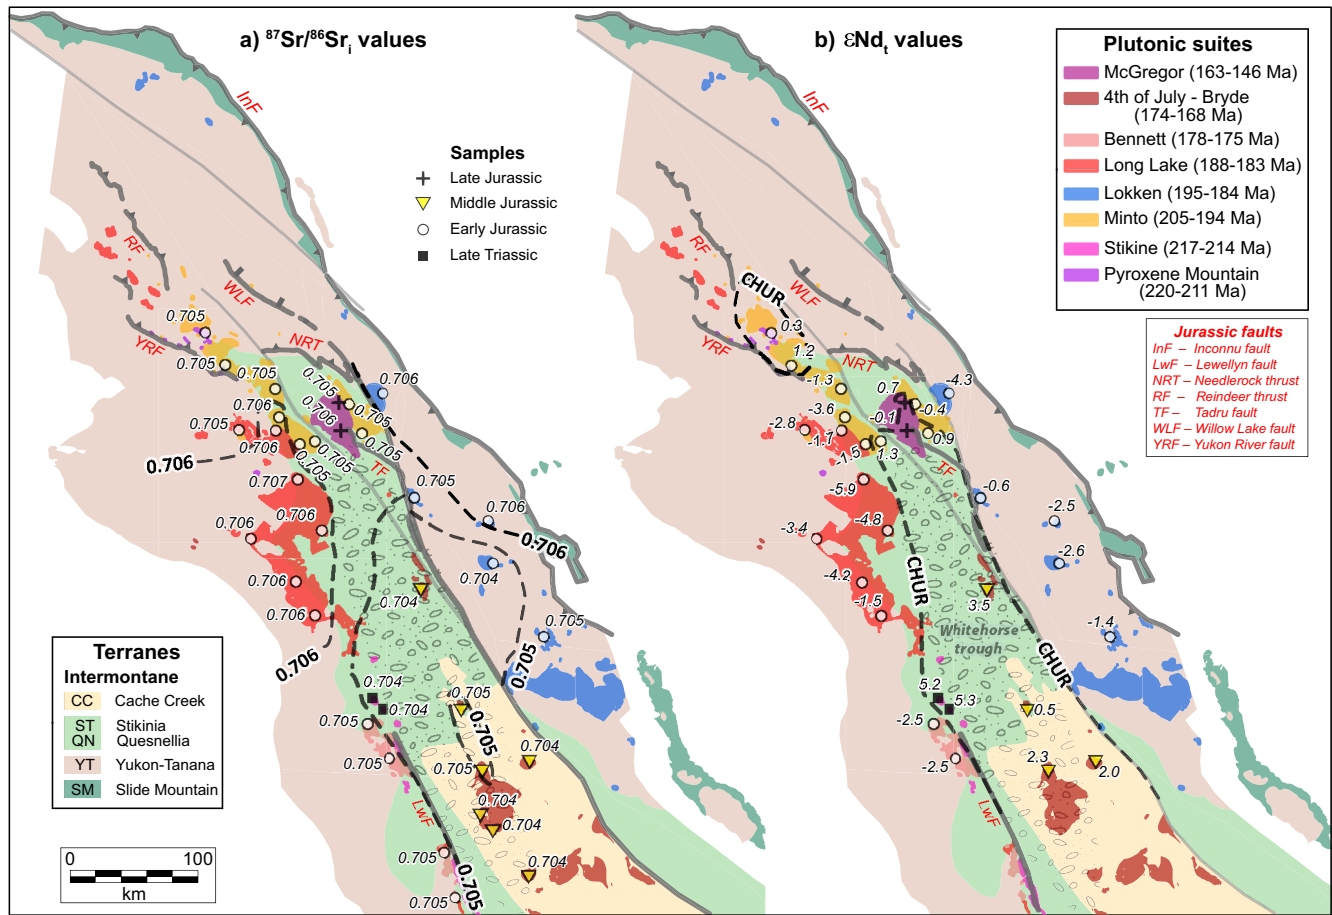 a) ⁸⁷Sr/⁸⁶Srᵢ values
InF
Samples
Late Jurassic
Middle Jurassic
Early Jurassic
Late Triassic
RF
WLF
0.705
YRF
NRT
0.705
0.705
0.705
0.706
0.706
0.705
0.706
0.705
0.706
0.705
0.706
0.705
0.705
0.706
TF
0.707
0.705
0.706
0.706
0.706
0.706
0.704
0.706
0.704
0.706
0.705
0.706
0.705
0.704
0.705
0.704
0.705
0.705
0.704
0.705
0.705
0.704
LwF
0.704
0.704
0.705
0.705
0.705
Terranes
Intermontane
CC Cache Creek
ST Stikinia
QN Quesnellia
YT Yukon-Tanana
SM Slide Mountain
0 100
km
b) εNdₜ values
InF
RF
CHUR
WLF
YRF
0.3
1.2
NRT
-1.3
0.7
-4.3
-3.6
-0.1
-0.4
-2.8
-1.7
0.9
-1.5
1.3
TF
-5.9
-0.6
-2.5
-3.4
-4.8
-2.6
CHUR
-4.2
3.5
-1.5
-1.4
Whitehorse
trough
CHUR
5.2
5.3
0.5
-2.5
-2.5
2.3
2.0
LwF
Plutonic suites
McGregor (163-146 Ma)
4th of July - Bryde
(174-168 Ma)
Bennett (178-175 Ma)
Long Lake (188-183 Ma)
Lokken (195-184 Ma)
Minto (205-194 Ma)
Stikine (217-214 Ma)
Pyroxene Mountain
(220-211 Ma)
Jurassic faults
InF – Inconnu fault
LwF – Lewellyn fault
NRT – Needlerock thrust
RF – Reindeer thrust
TF – Tadru fault
WLF – Willow Lake fault
YRF – Yukon River fault